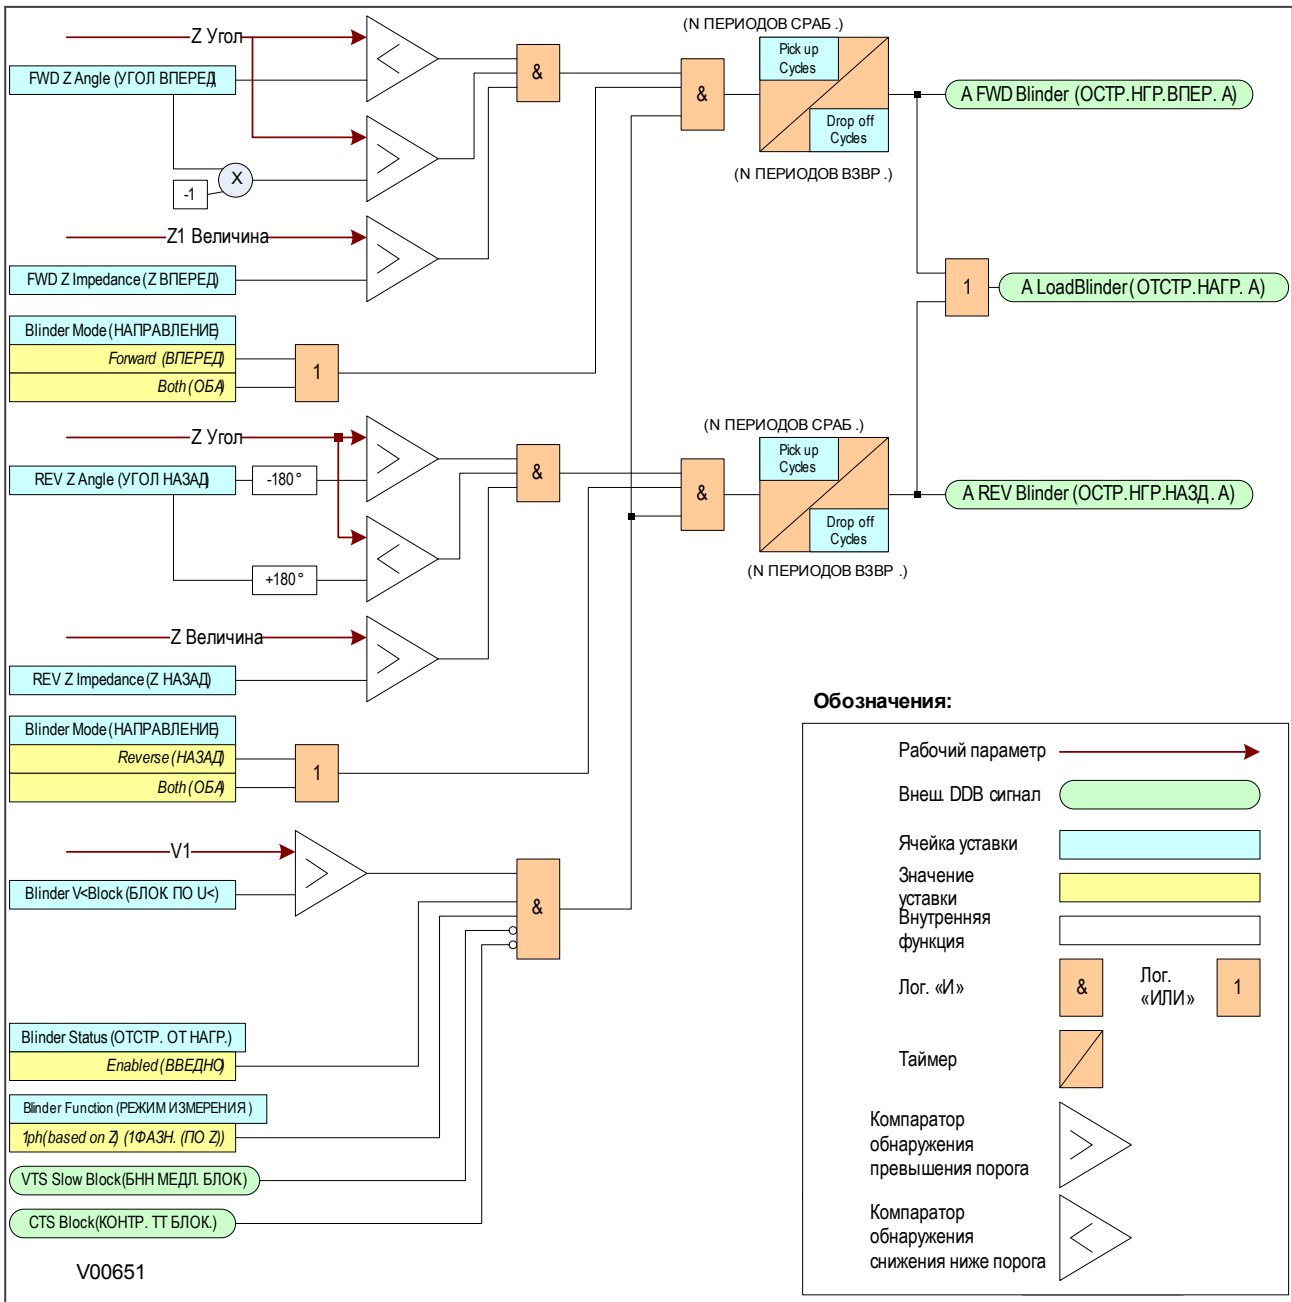 (N ПЕРИОДОВ СРАБ .)
Z Угол
FWD Z Angle (УГОЛ ВПЕРЕД)
&
&
Pick up
Cycles
Drop off
Cycles
A FWD Blinder (ОСТР.НГР.ВПЕР. A)
(N ПЕРИОДОВ ВЗВР .)
X
-1
Z1 Величина
FWD Z Impedance (Z ВПЕРЕД)
1
A LoadBlinder (ОТСТР.НАГР. A)
Blinder Mode (НАПРАВЛЕНИЕ)
Forward (ВПЕРЕД)
Both (ОБА)
1
(N ПЕРИОДОВ СРАБ .)
Z Угол
REV Z Angle (УГОЛ НАЗАД)
-180°
&
&
Pick up
Cycles
Drop off
Cycles
A REV Blinder (ОСТР.НГР.НАЗД. A)
+180°
(N ПЕРИОДОВ ВЗВР .)
Z Величина
REV Z Impedance (Z НАЗАД)
Blinder Mode (НАПРАВЛЕНИЕ)
Reverse (НАЗАД)
Both (ОБА)
1
V1
Blinder V<Block (БЛОК. ПО U<)
&
Blinder Status (ОТСТР. ОТ НАГР.)
Enabled (ВВЕДНО)
Blinder Function (РЕЖИМ ИЗМЕРЕНИЯ )
1ph(based on Z) (1ФАЗН. (ПО Z))
VTS Slow Block(БНН МЕДЛ. БЛОК)
CTS Block(КОНТР. ТТ БЛОК.)
V00651
Обозначения:
Рабочий параметр
Внеш. DDB сигнал
Ячейка уставки
Значение
уставки
Внутренняя
функция
Лог. «И»
&
Лог.
«ИЛИ»
1
Таймер
Компаратор
обнаружения
превышения порога
Компаратор
обнаружения
снижения ниже порога